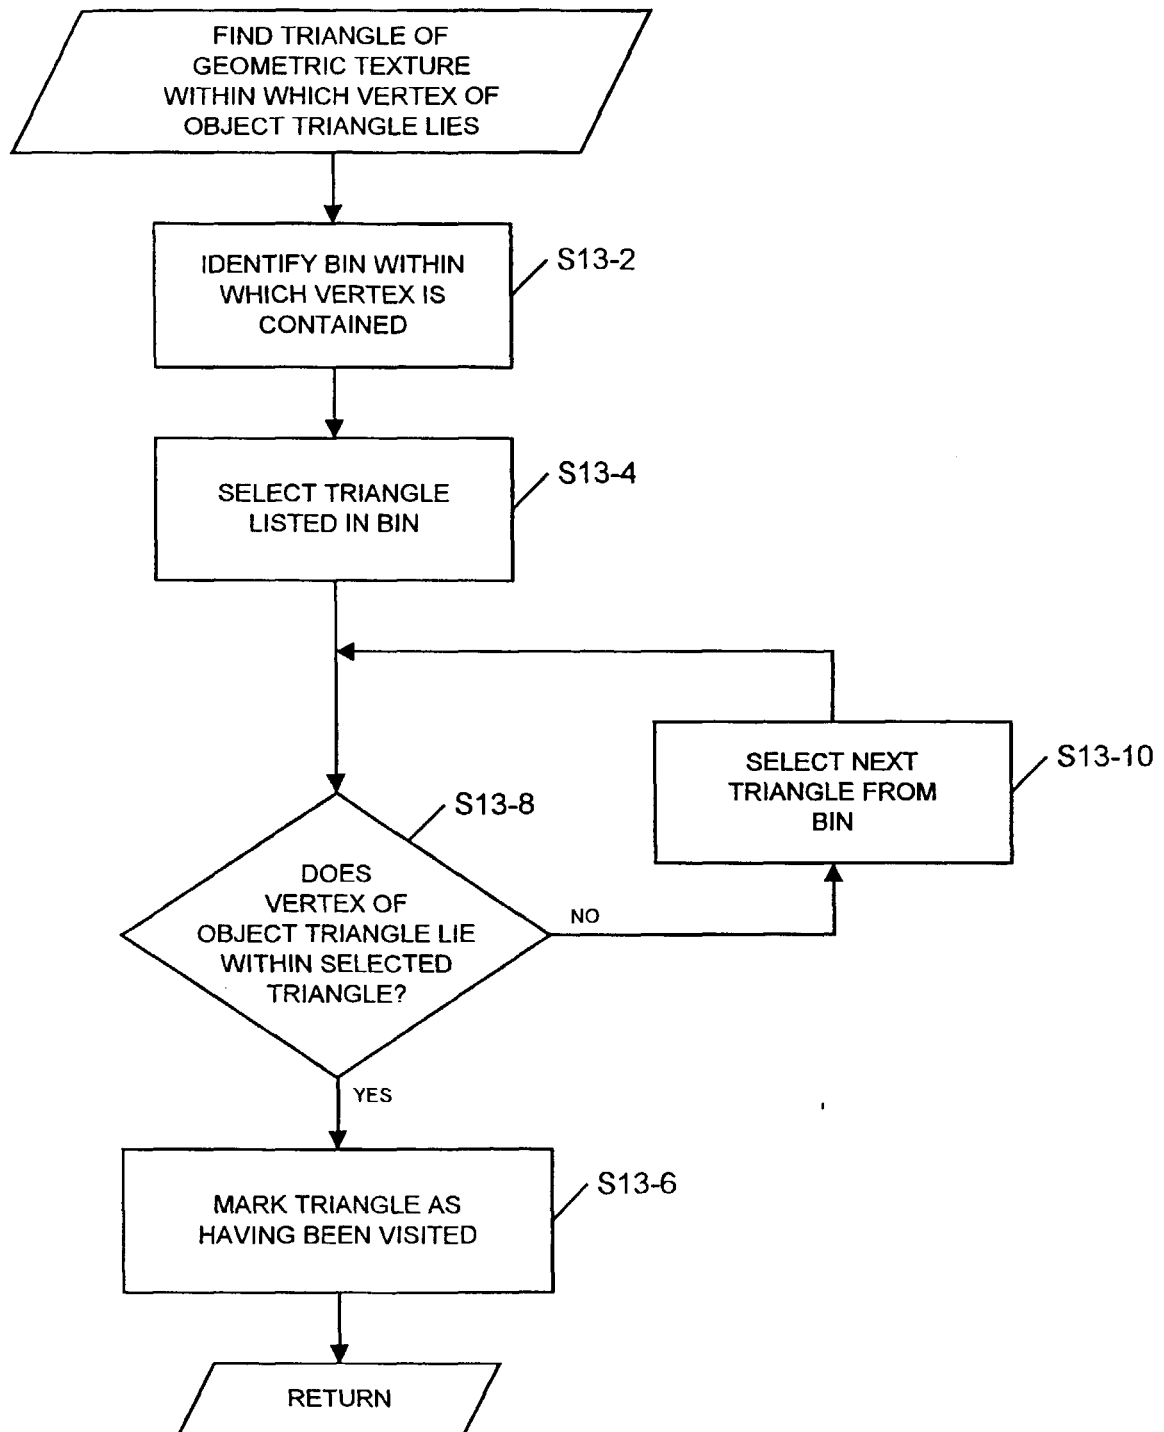 FIND TRIANGLE OF
GEOMETRIC TEXTURE
WITHIN WHICH VERTEX OF
OBJECT TRIANGLE LIES
IDENTIFY BIN WITHIN
WHICH VERTEX IS
CONTAINED
S13-2
SELECT TRIANGLE
LISTED IN BIN
S13-4
SELECT NEXT
TRIANGLE FROM
BIN
S13-10
S13-8
DOES
VERTEX OF
OBJECT TRIANGLE LIE
WITHIN SELECTED
TRIANGLE?
NO
YES
MARK TRIANGLE AS
HAVING BEEN VISITED
S13-6
RETURN